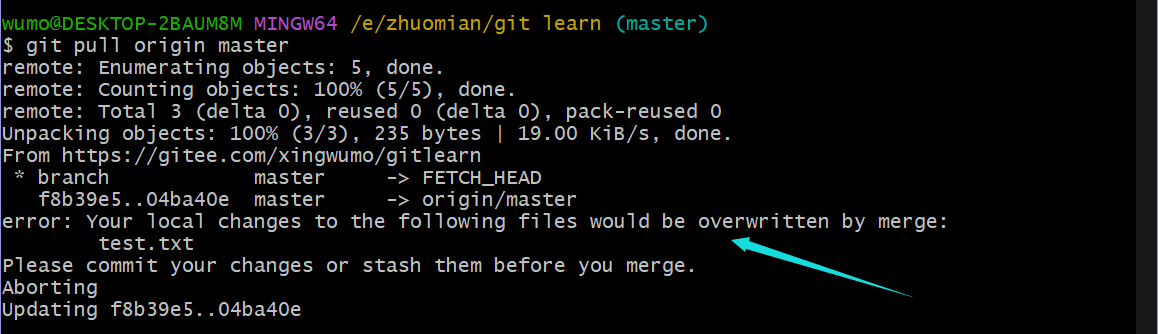 wumo@DESKTOP-2BAUM8M MINGW64 /e/zhuomian/git learn (master)
$ git pull origin master
remote: Enumerating objects: 5, done.
remote: Counting objects: 100% (5/5), done.
remote: Total 3 (delta 0), reused 0 (delta 0), pack-reused 0
Unpacking objects: 100% (3/3), 235 bytes | 19.00 KiB/s, done.
From https://gitee.com/xingwumo/gitlearn
 * branch            master     -> FETCH_HEAD
   f8b39e5..04ba40e  master     -> origin/master
error: Your local changes to the following files would be overwritten by merge:
        test.txt
Please commit your changes or stash them before you merge.
Aborting
Updating f8b39e5..04ba40e